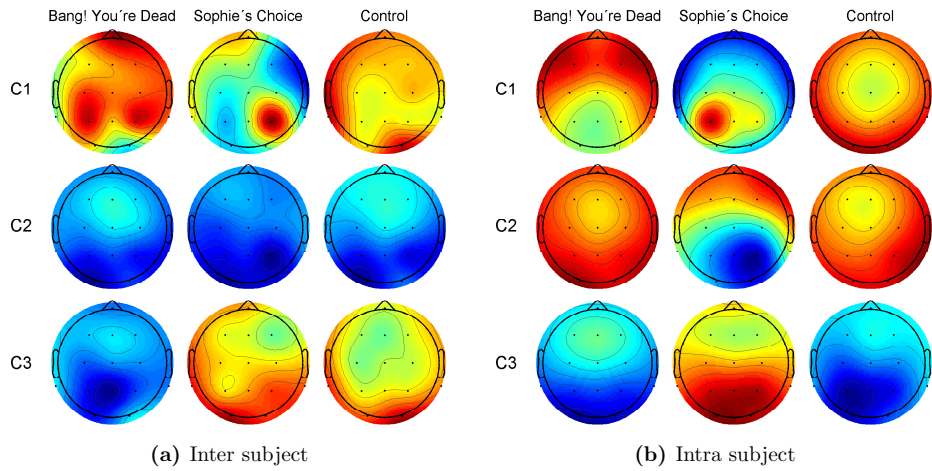 Bang! You´re Dead Sophie´s Choice Control Bang! You´re Dead Sophie´s Choice Control
C1 C1
C2 C2
C3 C3
(a) Inter subject (b) Intra subject